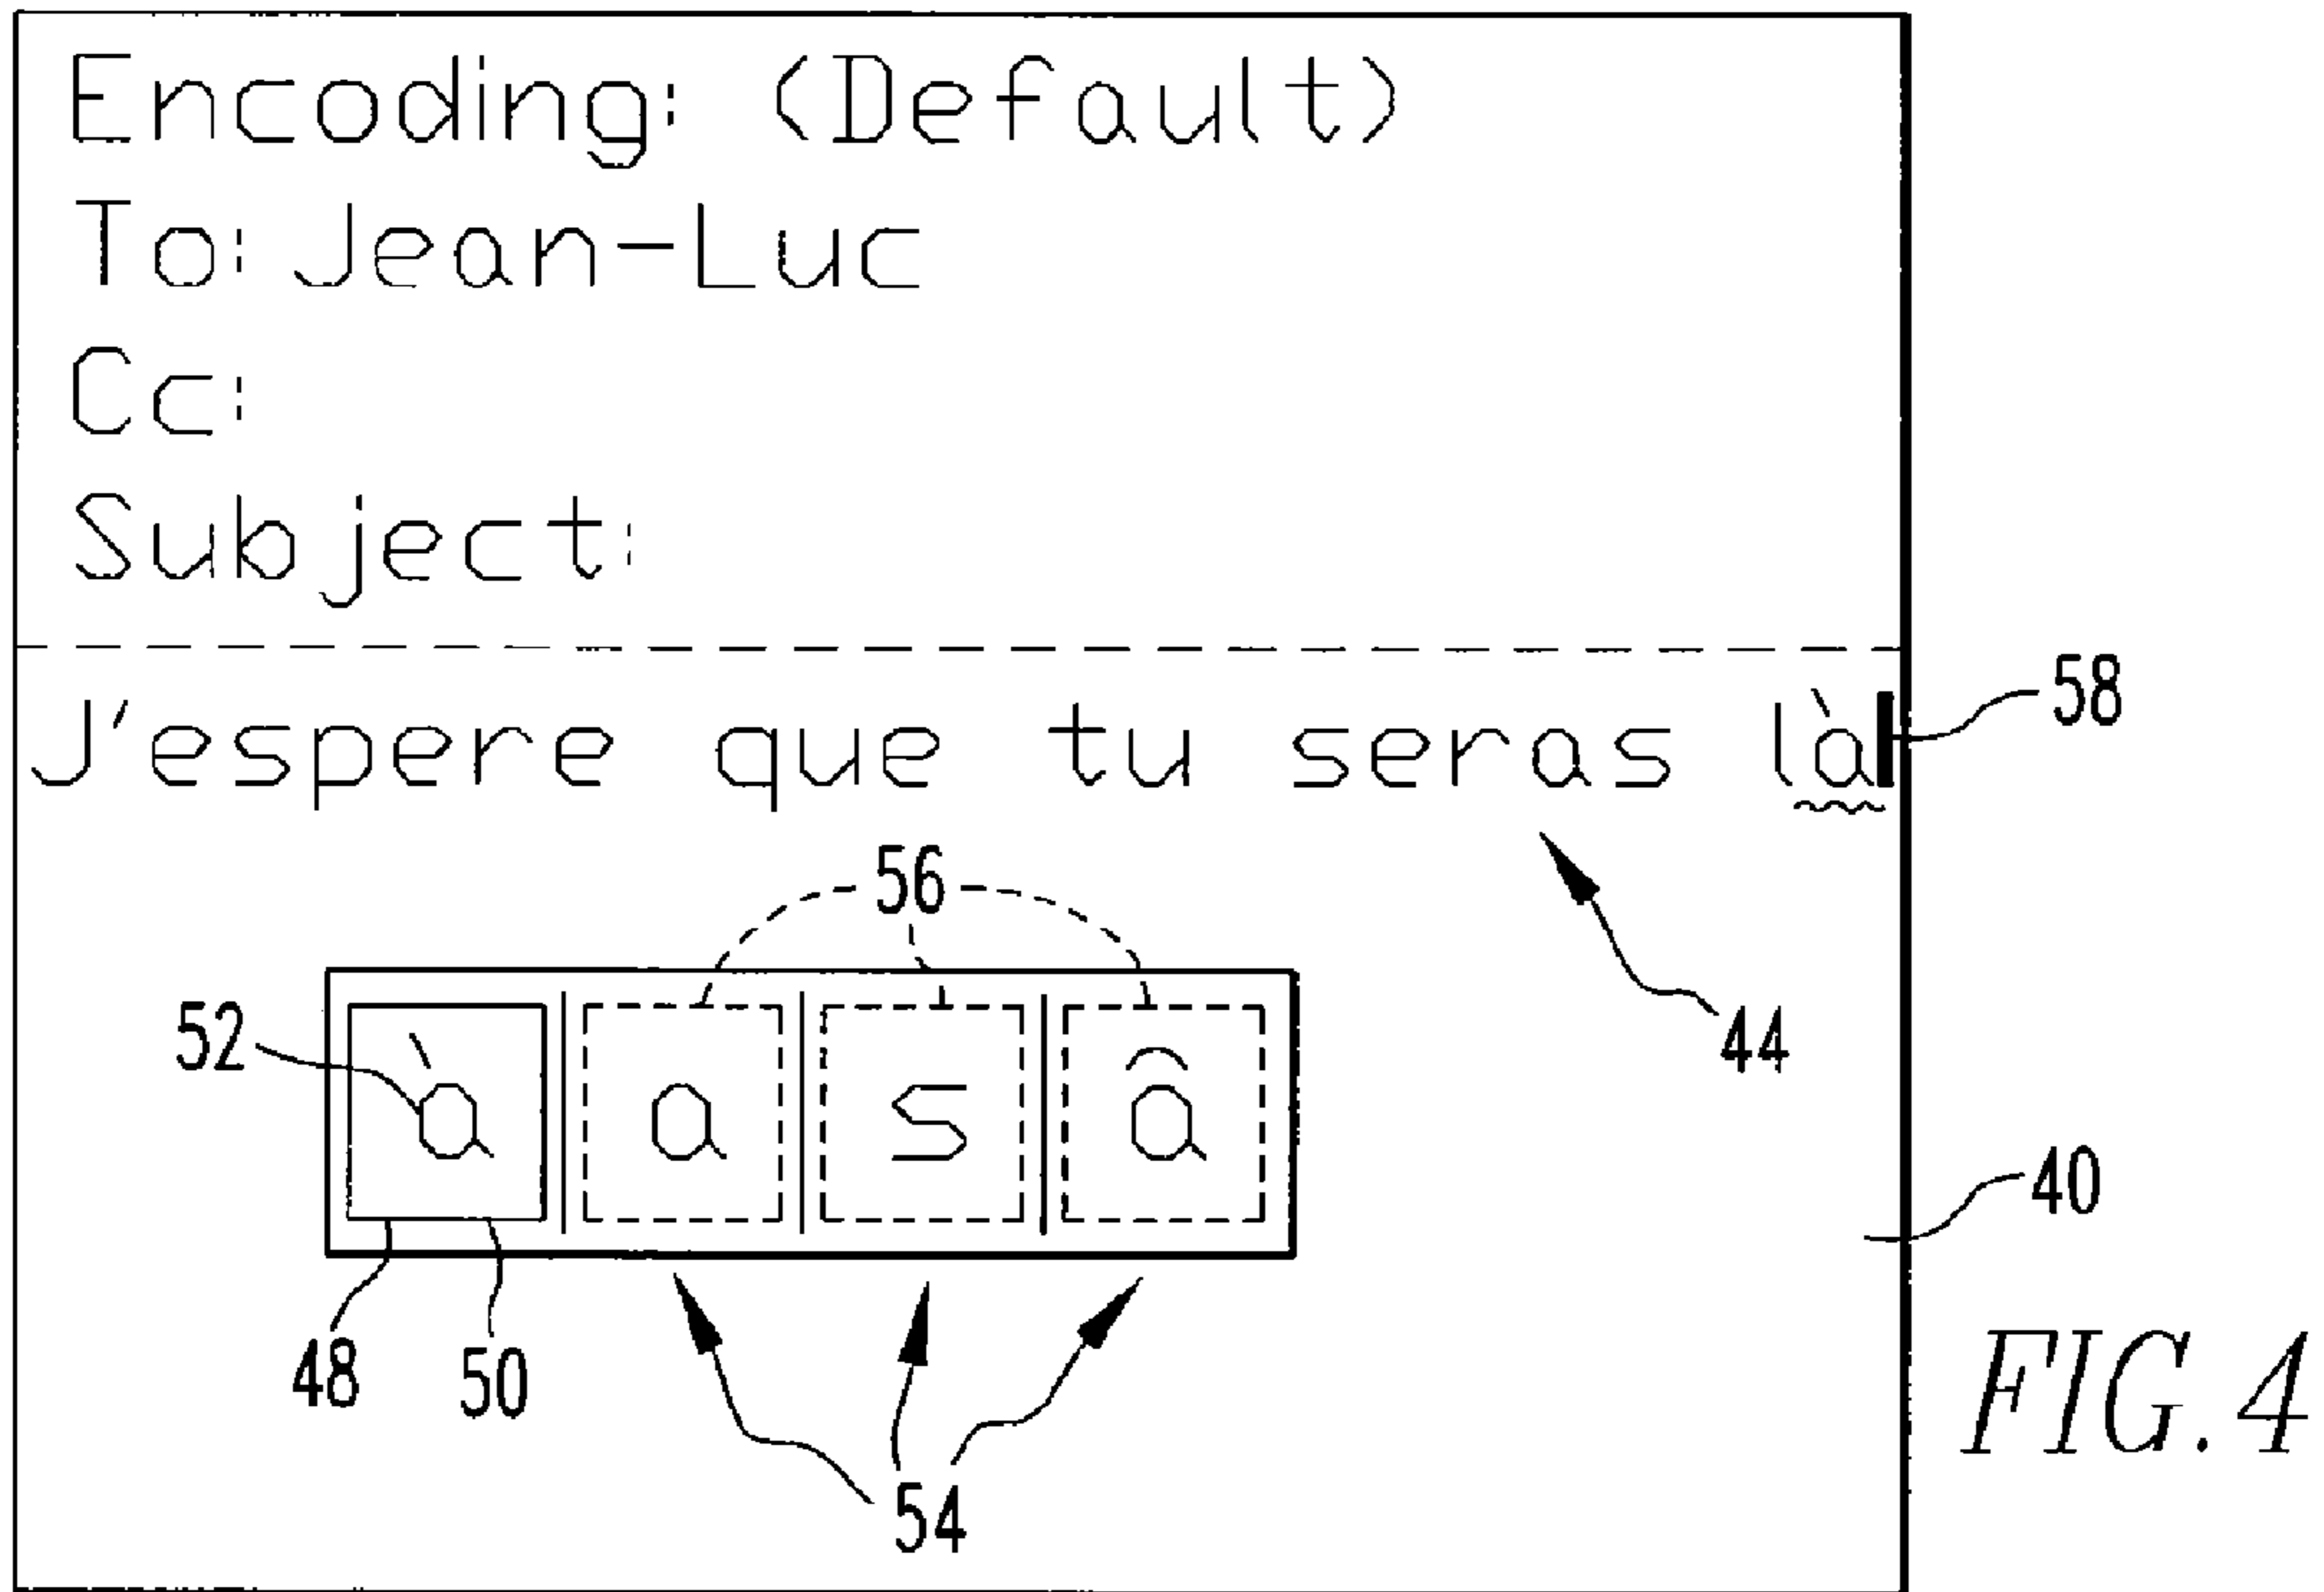 Encoding: (Default)
To: Jean-Luc
Cc:
Subject:
J'espere que tu seras là
58
56
44
52
à a s â
40
48
50
54
FIG. 4